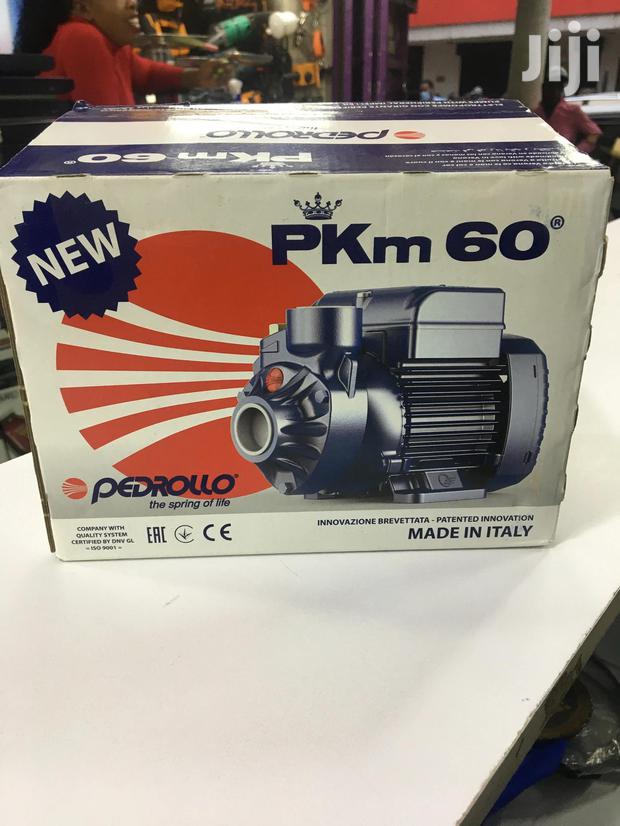 Jiji
PEDROLLO
PKm 60®
NEW
PKm 60®
PEDROLLO®
the spring of life
COMPANY WITH
QUALITY SYSTEM
CERTIFIED BY DNV GL
= ISO 9001 =
EAC CE
INNOVAZIONE BREVETTATA - PATENTED INNOVATION
MADE IN ITALY